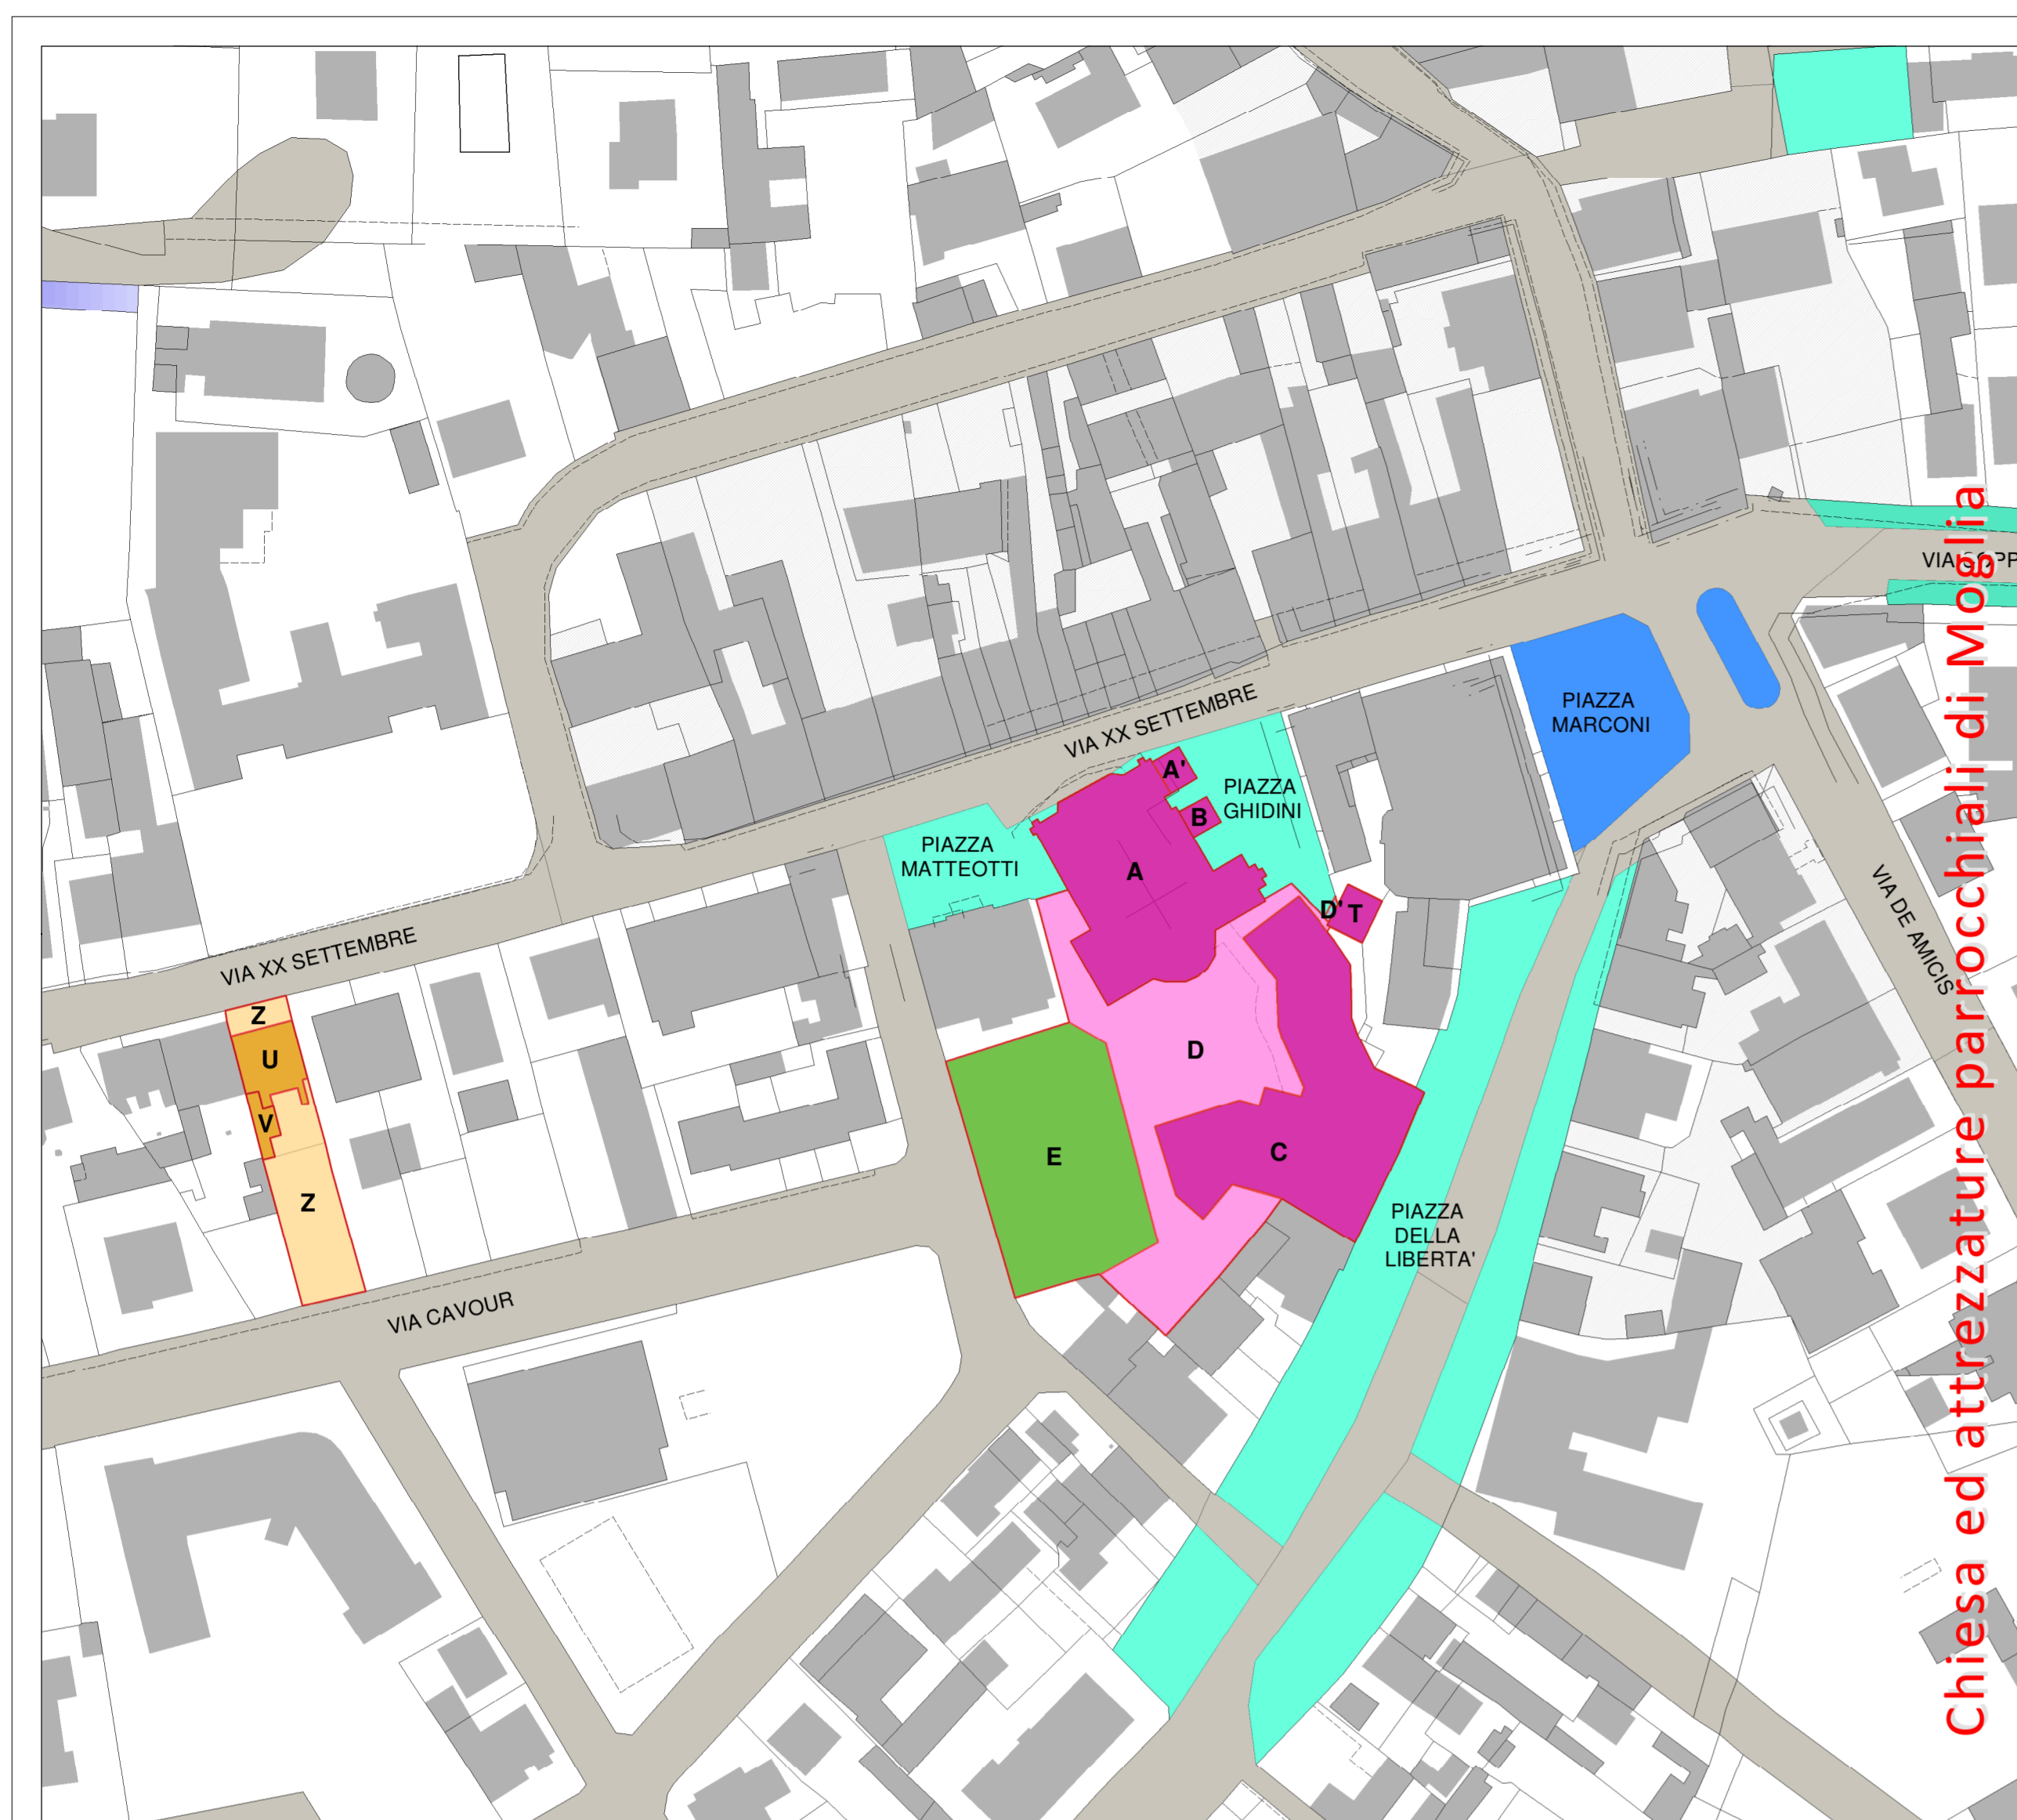 VIA XX SETTEMBRE
PIAZZA
MARCONI
A'
PIAZZA
GHIDINI
B
PIAZZA
MATTEOTTI
A
D'
T
VIA DE AMICIS
VIA XX SETTEMBRE
Z
U
V
Z
D
E
C
PIAZZA
DELLA
LIBERTA'
VIA CAVOUR
Chiesa ed attrezzature parrocchiali di Moglia
VIA